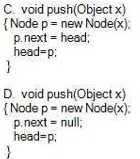 C. void push(Object x)
{ Node p = new Node(x);
p.next = head;
head=p;
}
D. void push(Object x)
{ Node p = new Node(x);
p.next = null;
head=p;
}